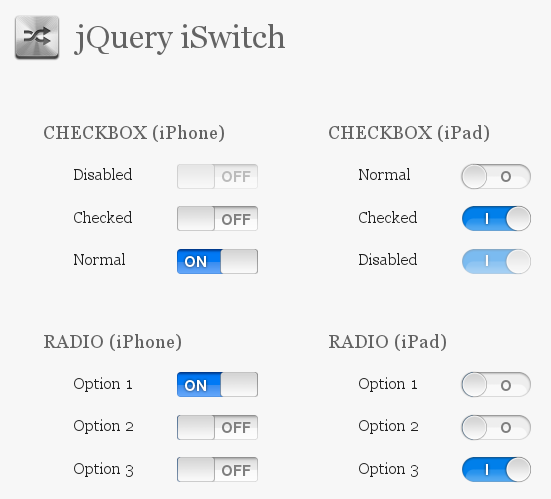 jQuery iSwitch
CHECKBOX (iPhone)
Disabled OFF
Checked OFF
Normal ON
CHECKBOX (iPad)
Normal O
Checked I
Disabled I
RADIO (iPhone)
Option 1 ON
Option 2 OFF
Option 3 OFF
RADIO (iPad)
Option 1 O
Option 2 O
Option 3 I